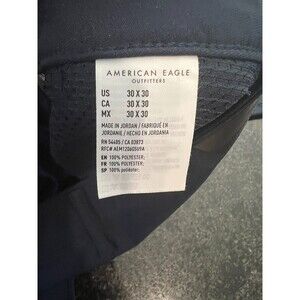 AMERICAN EAGLE
OUTFITTERS
US 30 X 30
CA 30 X 30
MX 30 X 30
MADE IN JORDAN / FABRIQUÉ EN
JORDANIE / HECHO EN JORDANIA
RN 54485 / CA 03873
EN 100% POLYESTER;
FR 100% POLYESTER;
SP 100% poliéster;